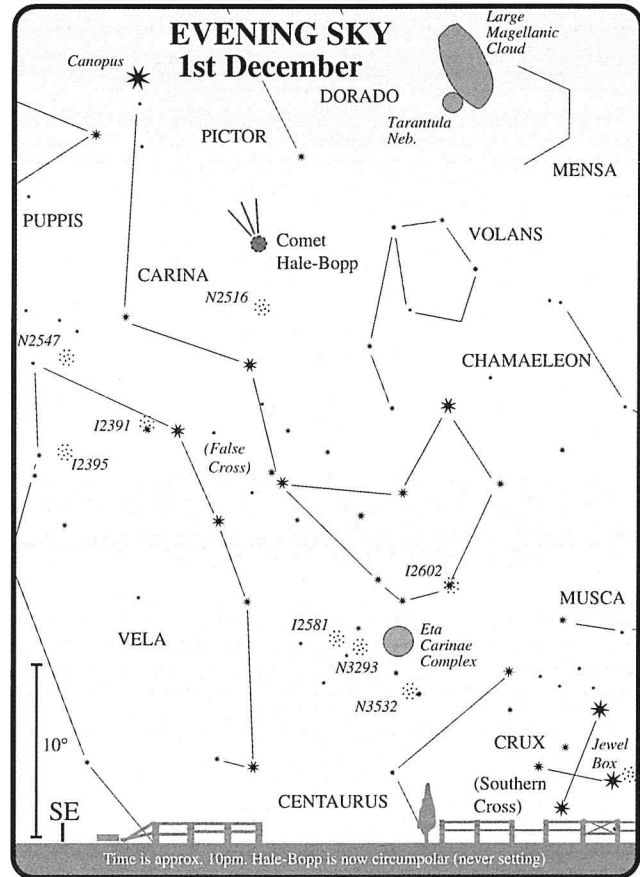 EVENING SKY
1st December
Large
Magellanic
Cloud
Canopus
DORADO
Tarantula
Neb.
PICTOR
MENSA
PUPPIS
VOLANS
Comet
Hale-Bopp
CARINA
N2516
N2547
CHAMAELEON
I2391
(False
Cross)
I2395
I2602
MUSCA
I2581
Eta
Carinae
Complex
VELA
N3293
N3532
10°
CRUX
Jewel
Box
(Southern
Cross)
SE
CENTAURUS
Time is approx. 10pm. Hale-Bopp is now circumpolar (never setting)